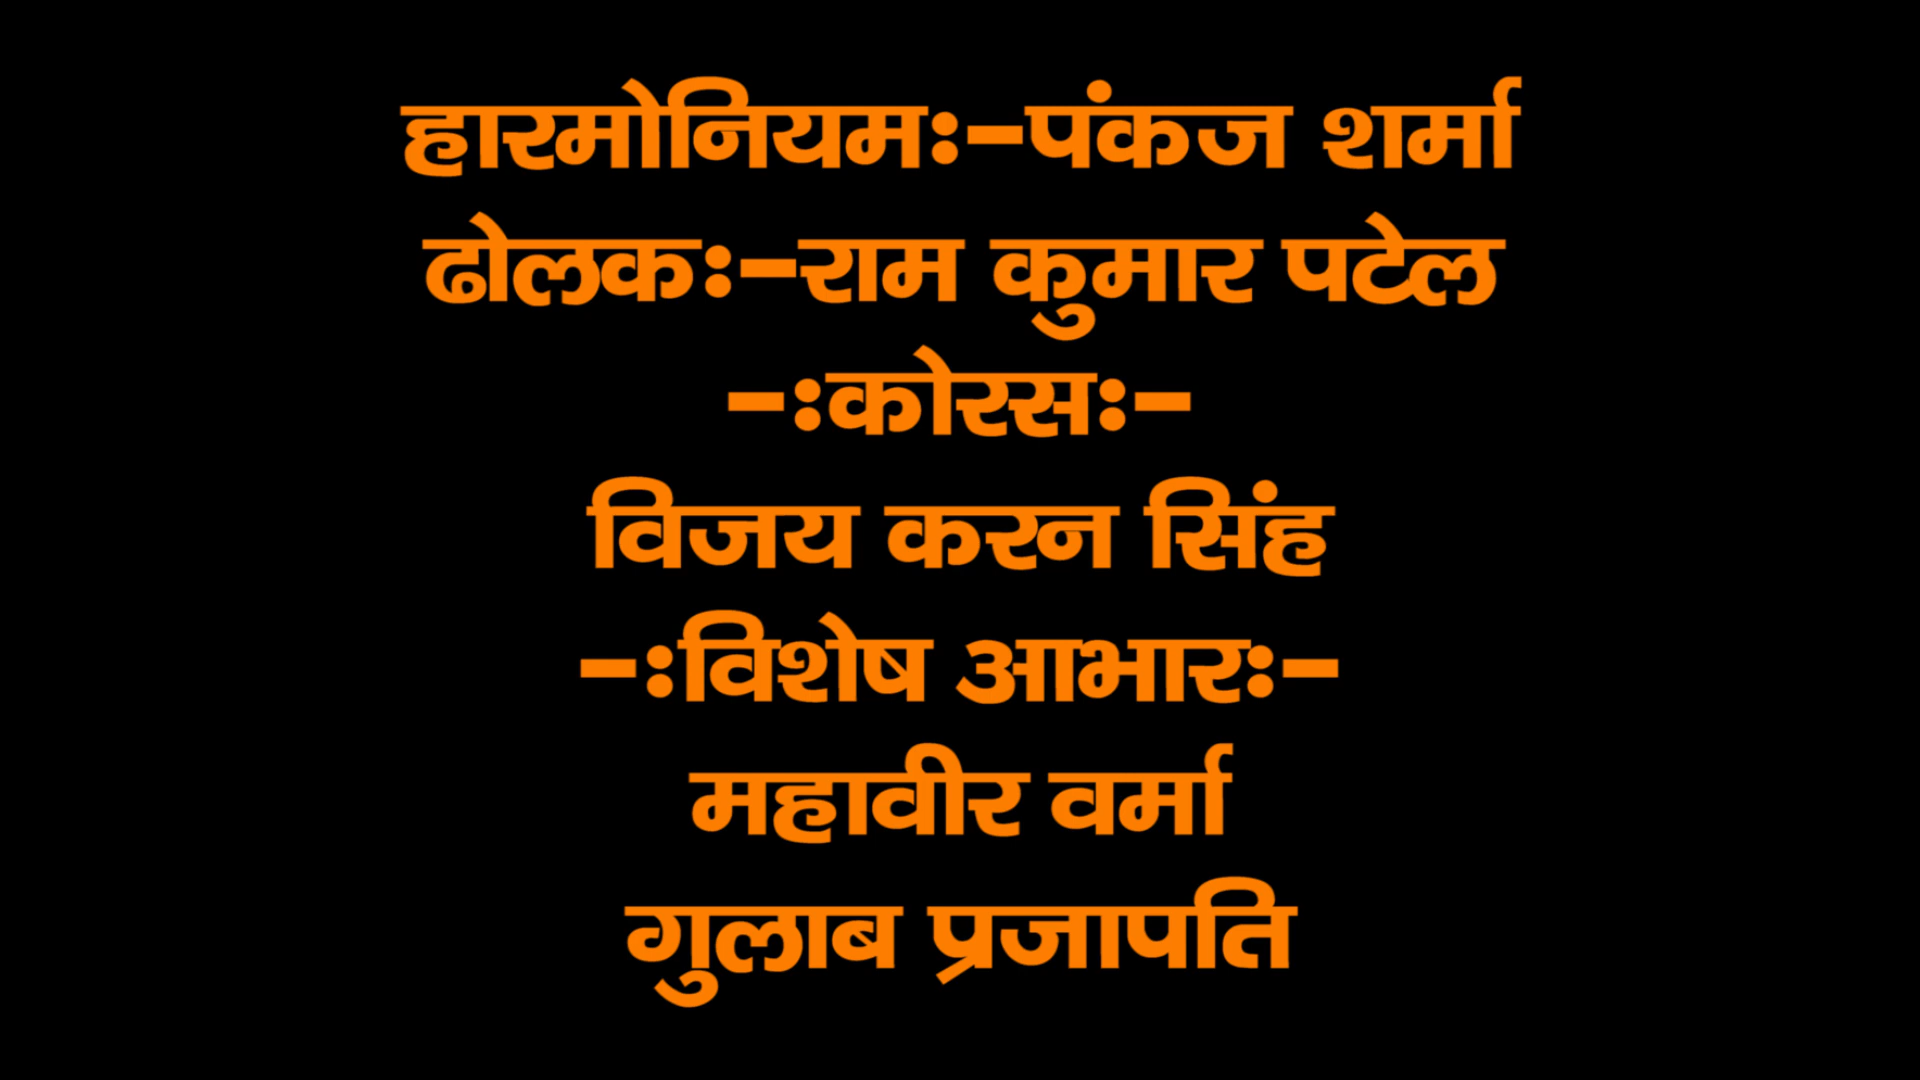 हारमोनियमः-पंकज शर्मा
ढोलकः-राम कुमार पटेल
-ःकोरसः-
विजय करन सिंह
-ःविशेष आभारः-
महावीर वर्मा
गुलाब प्रजापति